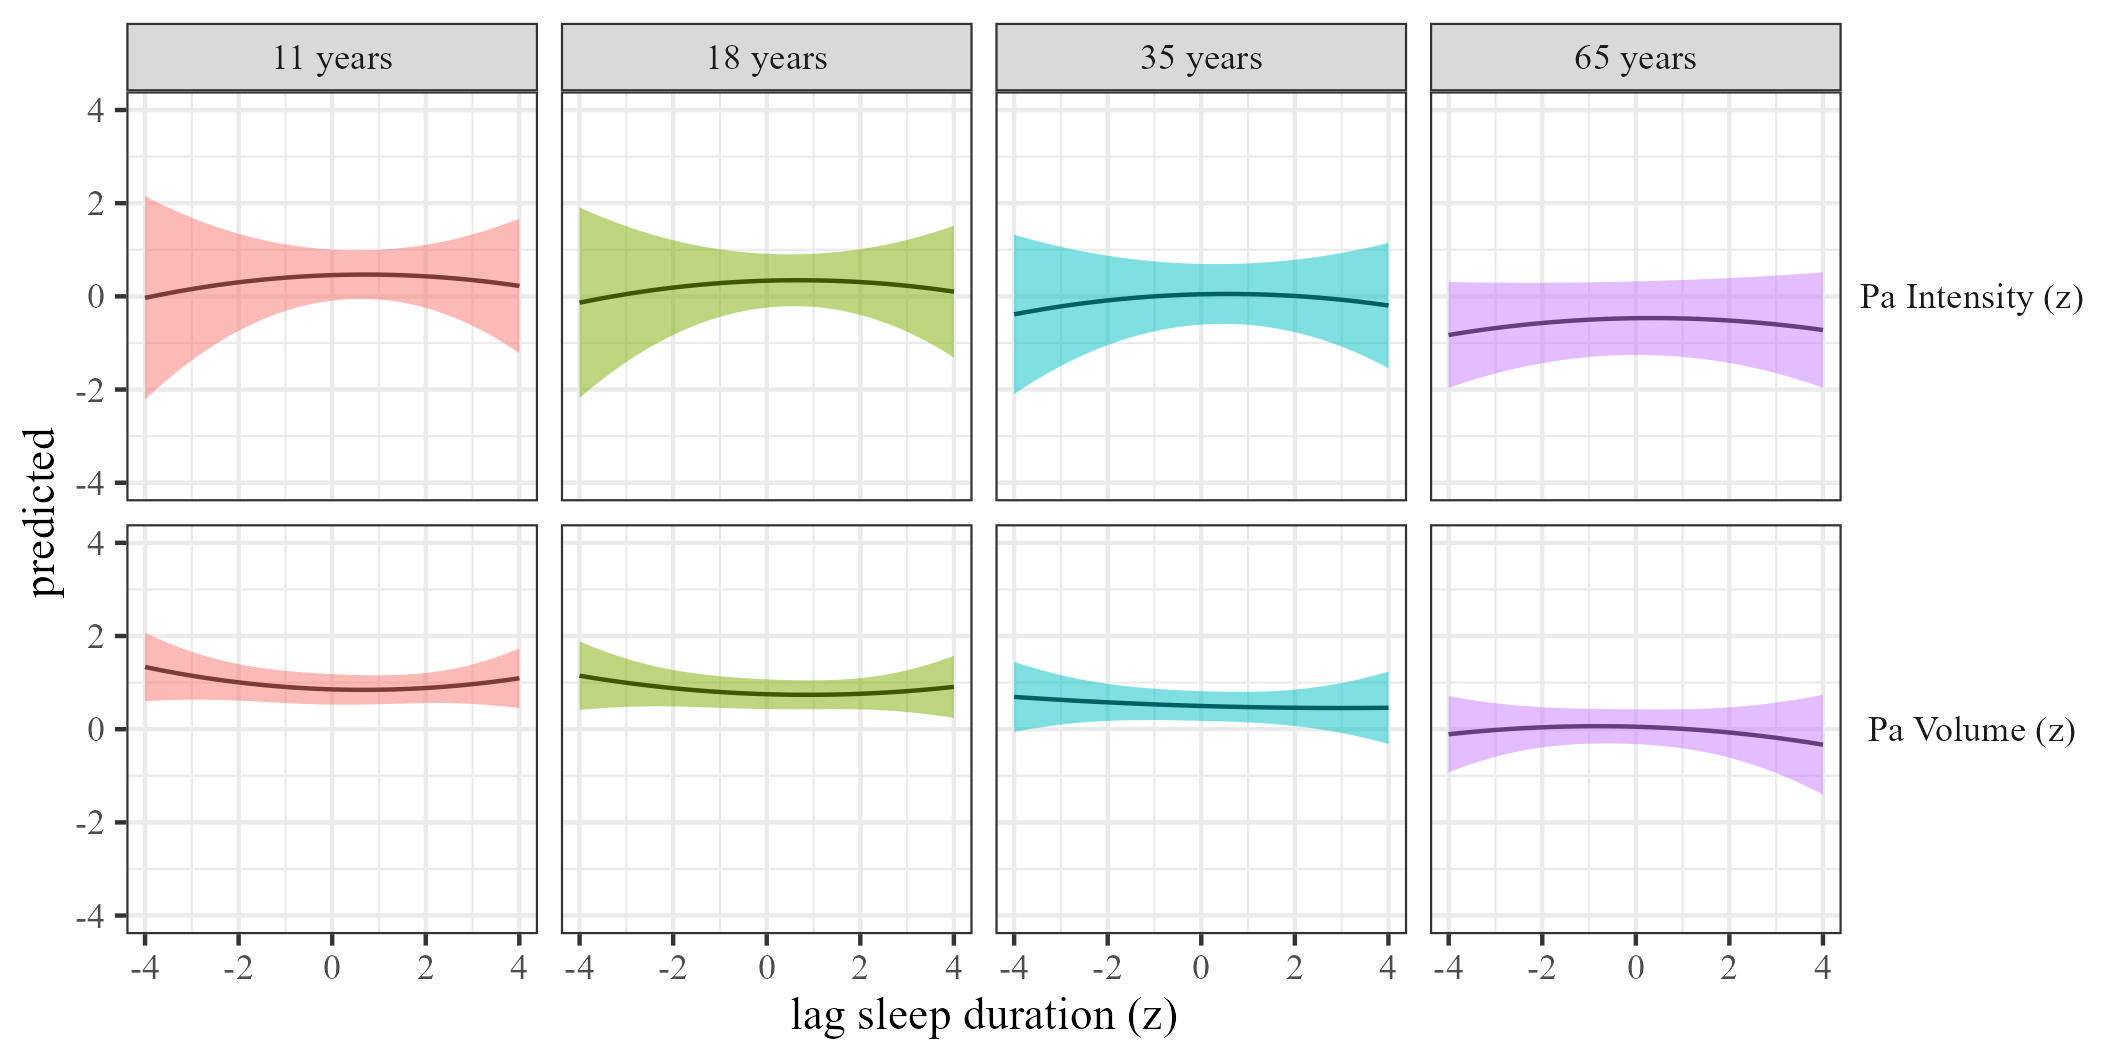 11 years 18 years 35 years 65 years
4
2
0
-2
-4
Pa Intensity (z)
predicted
4
2
0
-2
-4
Pa Volume (z)
-4 -2 0 2 4 -4 -2 0 2 4 -4 -2 0 2 4 -4 -2 0 2 4
lag sleep duration (z)